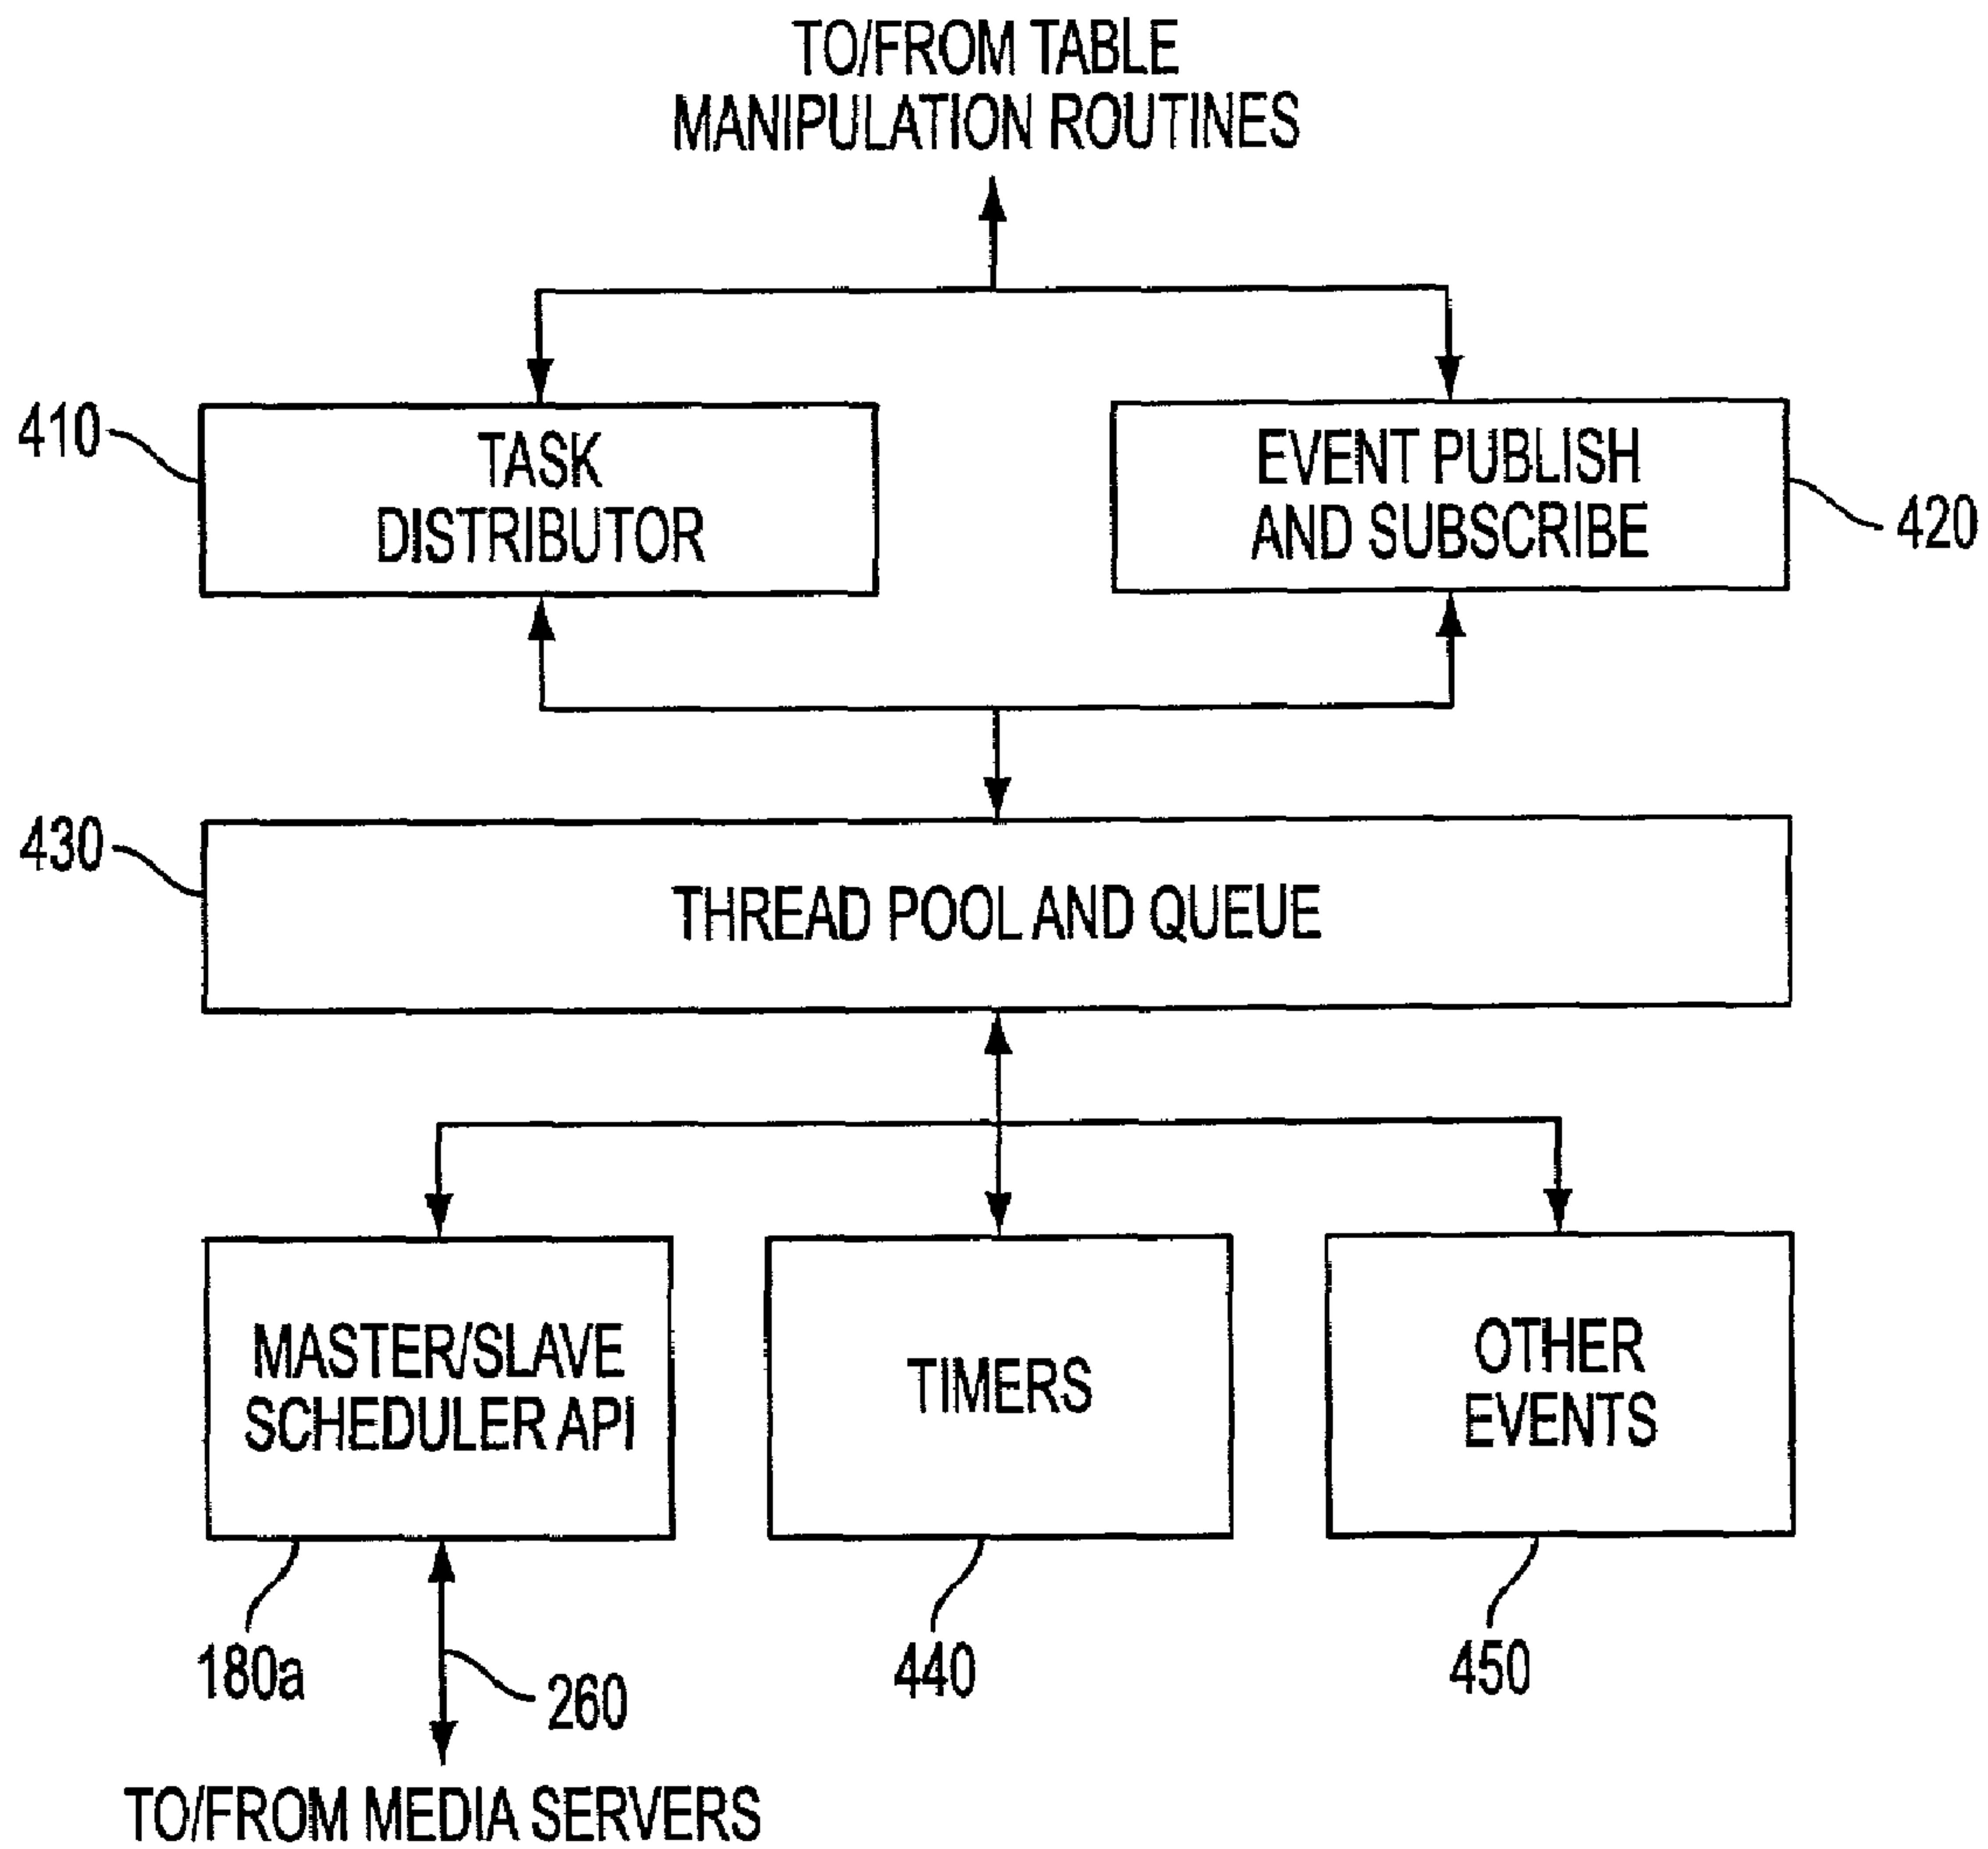 TO/FROM TABLE
MANIPULATION ROUTINES
410
TASK
DISTRIBUTOR
EVENT PUBLISH
AND SUBSCRIBE
420
430
THREAD POOL AND QUEUE
MASTER/SLAVE
SCHEDULER API
TIMERS
OTHER
EVENTS
180a
260
440
450
TO/FROM MEDIA SERVERS